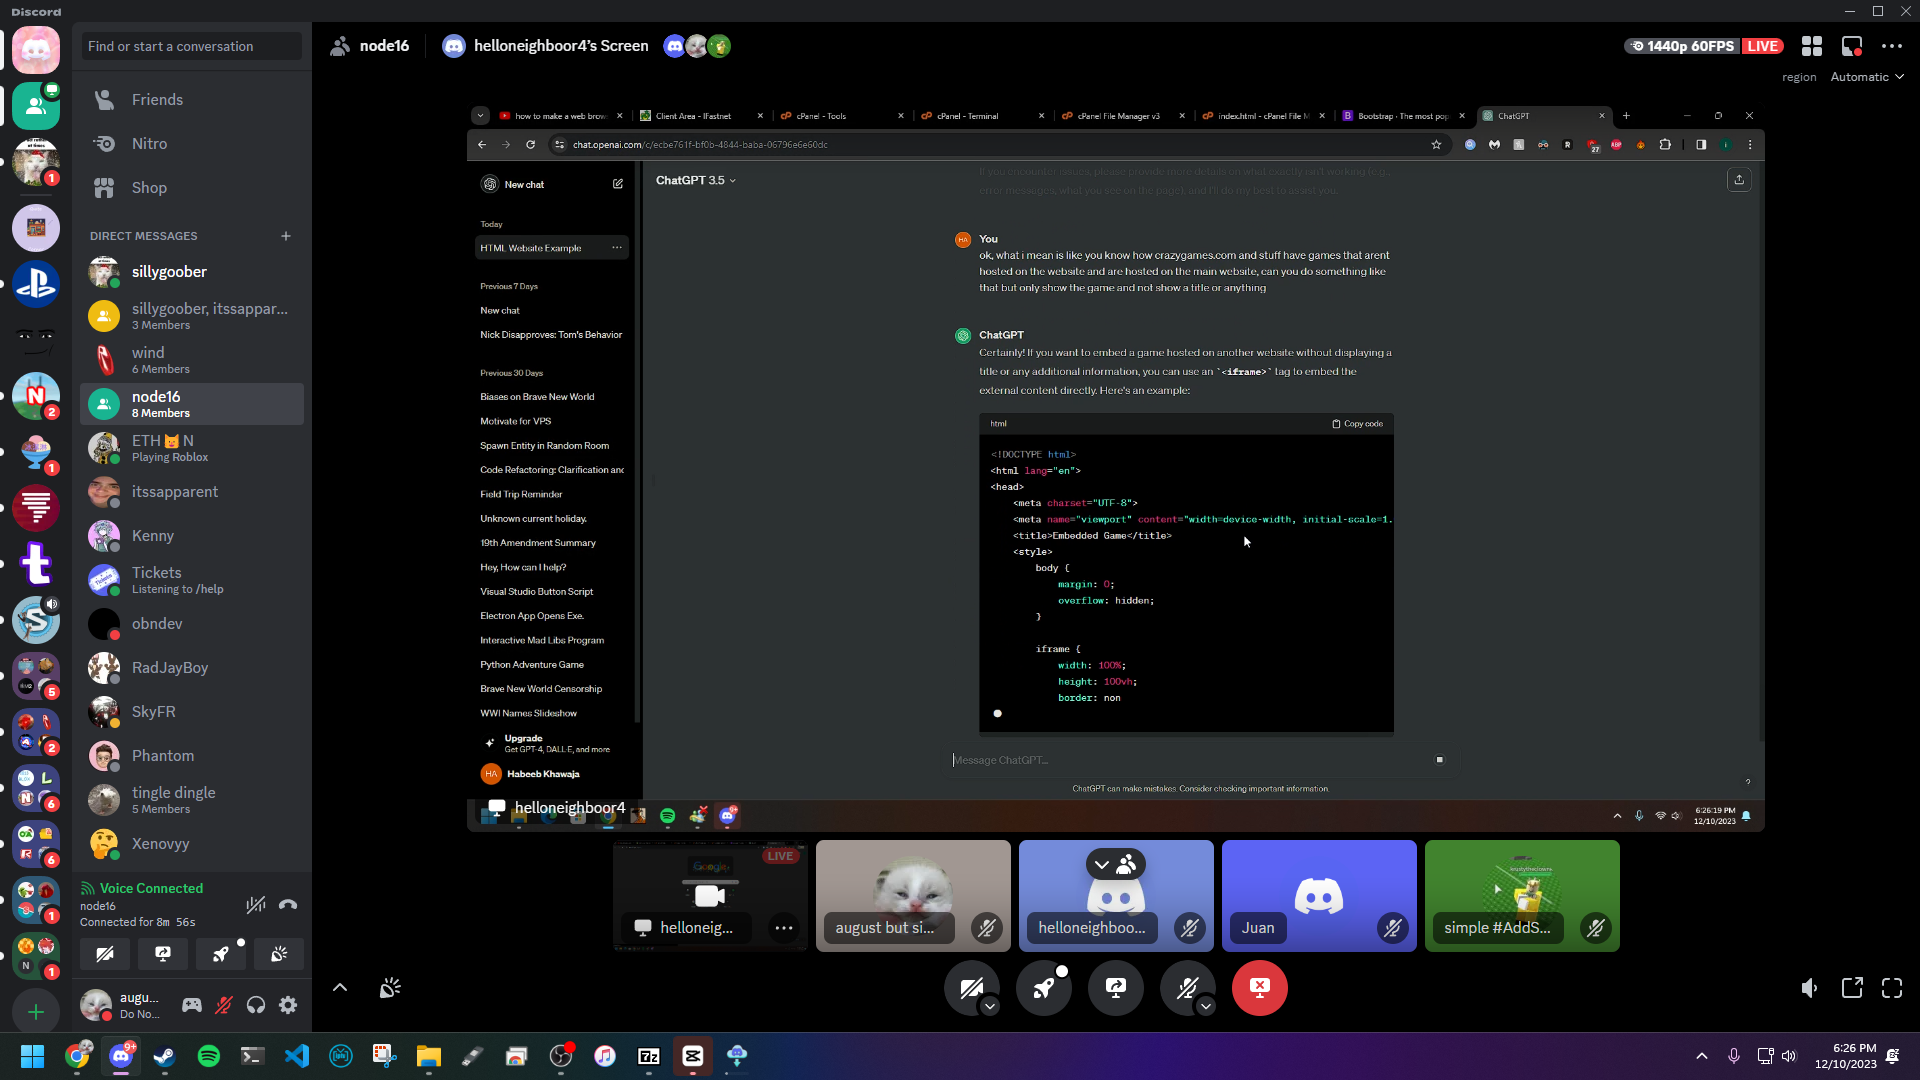 Discord
Find or start a conversation
Friends
Nitro
Shop
DIRECT MESSAGES
sillygoober
sillygoober, itssappar...
3 Members
wind
6 Members
node16
8 Members
ETH N
Playing Roblox
itssapparent
Kenny
Tickets
Listening to /help
obndev
RadJayBoy
SkyFR
Phantom
tingle dingle
5 Members
Xenovyy
Voice Connected
node16
Connected for 8m 56s
augu...
Do No...
node16
helloneighboor4's Screen
1440p 60FPS LIVE
region Automatic
how to make a web brow
Client Area - IFastnet
cPanel - Tools
cPanel - Terminal
cPanel File Manager v3
index.html - cPanel File M
Bootstrap · The most pop
ChatGPT
chat.openai.com/c/ecbe761f-bf0b-4844-baba-06796e6e60dc
27
ABP
New chat
Today
HTML Website Example
Previous 7 Days
New chat
Nick Disapproves: Tom's Behavior
Previous 30 Days
Biases on Brave New World
Motivate for VPS
Spawn Entity in Random Room
Code Refactoring: Clarification and
Field Trip Reminder
Unknown current holiday.
19th Amendment Summary
Hey, How can I help?
Visual Studio Button Script
Electron App Opens Exe.
Interactive Mad Libs Program
Python Adventure Game
Brave New World Censorship
WWI Names Slideshow
Upgrade
Get GPT-4, DALL·E, and more
HA Habeeb Khawaja
ChatGPT 3.5
If you encounter issues, please provide more details on what exactly isn't working (e.g.,
error messages, what you see on the page), and I'll do my best to assist you.
HA You
ok, what i mean is like you know how crazygames.com and stuff have games that arent
hosted on the website and are hosted on the main website, can you do something like
that but only show the game and not show a title or anything
ChatGPT
Certainly! If you want to embed a game hosted on another website without displaying a
title or any additional information, you can use an `<iframe>` tag to embed the
external content directly. Here's an example:
html
Copy code
<!DOCTYPE html>
<html lang="en">
<head>
<meta charset="UTF-8">
<meta name="viewport" content="width=device-width, initial-scale=1.
<title>Embedded Game</title>
<style>
body {
margin: 0;
overflow: hidden;
}
iframe {
width: 100%;
height: 100vh;
border: non
Message ChatGPT...
ChatGPT can make mistakes. Consider checking important information.
?
helloneighboor4
6:26:19 PM
12/10/2023
Google
LIVE
helloneig...
august but si...
helloneighboo...
Juan
simple #AddS...
6:26 PM
12/10/2023